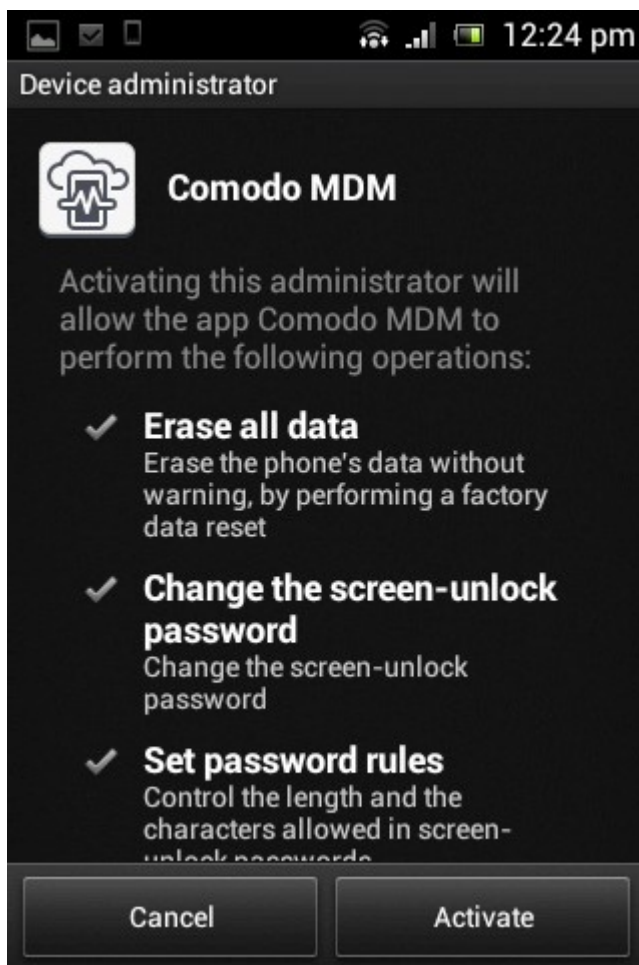 12:24 pm
Device administrator
Comodo MDM
Activating this administrator will
allow the app Comodo MDM to
perform the following operations:
Erase all data
Erase the phone's data without
warning, by performing a factory
data reset
Change the screen-unlock
password
Change the screen-unlock
password
Set password rules
Control the length and the
characters allowed in screen-
unlock passwords
Cancel
Activate